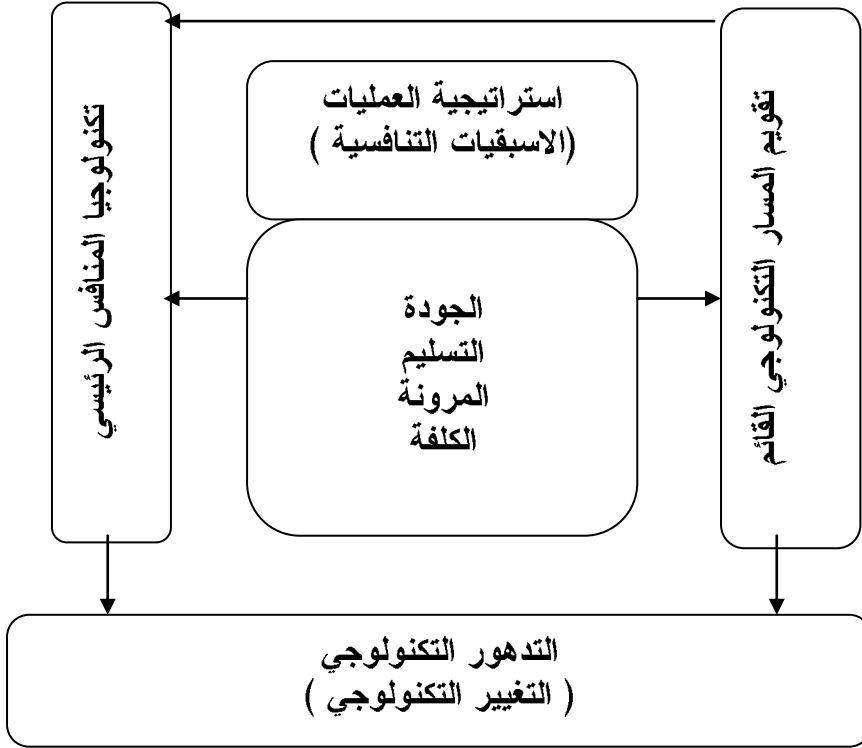 تقويم المسار التكنولوجي القائم
استراتيجية العمليات
(الاسبقيات التنافسية )
الجودة
التسليم
المرونة
الكلفة
تكنولوجيا المنافس الرئيسي
التدهور التكنولوجي
( التغيير التكنولوجي )